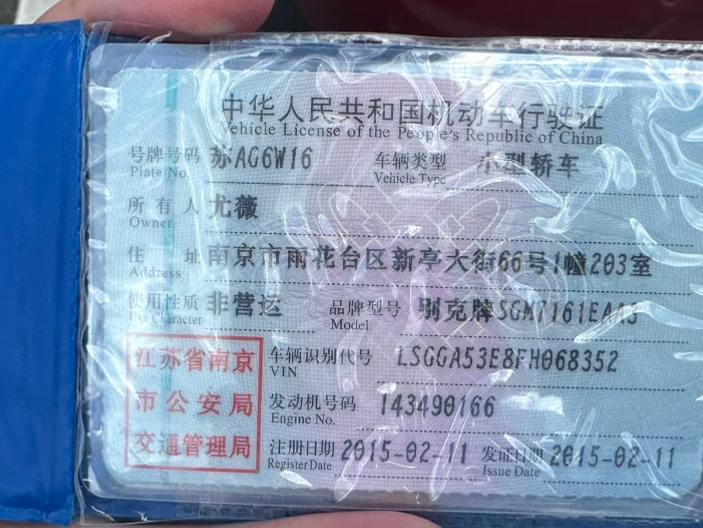 中华人民共和国机动车行驶证
Vehicle License of the People's Republic of China
号牌号码 苏AG6W16 车辆类型 小型轿车
Plate No. Vehicle Type
所有人 尤薇
Owner
住址 南京市雨花台区新亭大街66号1幢203室
Address
使用性质 非营运 品牌型号 别克牌SGM7161EAA3
Use Character Model
江苏省南京 车辆识别代号 LSGGA53E8FH068352
VIN
市公安局 发动机号码 143490166
Engine No.
交通管理局 注册日期 2015-02-11 发证日期 2015-02-11
Register Date Issue Date